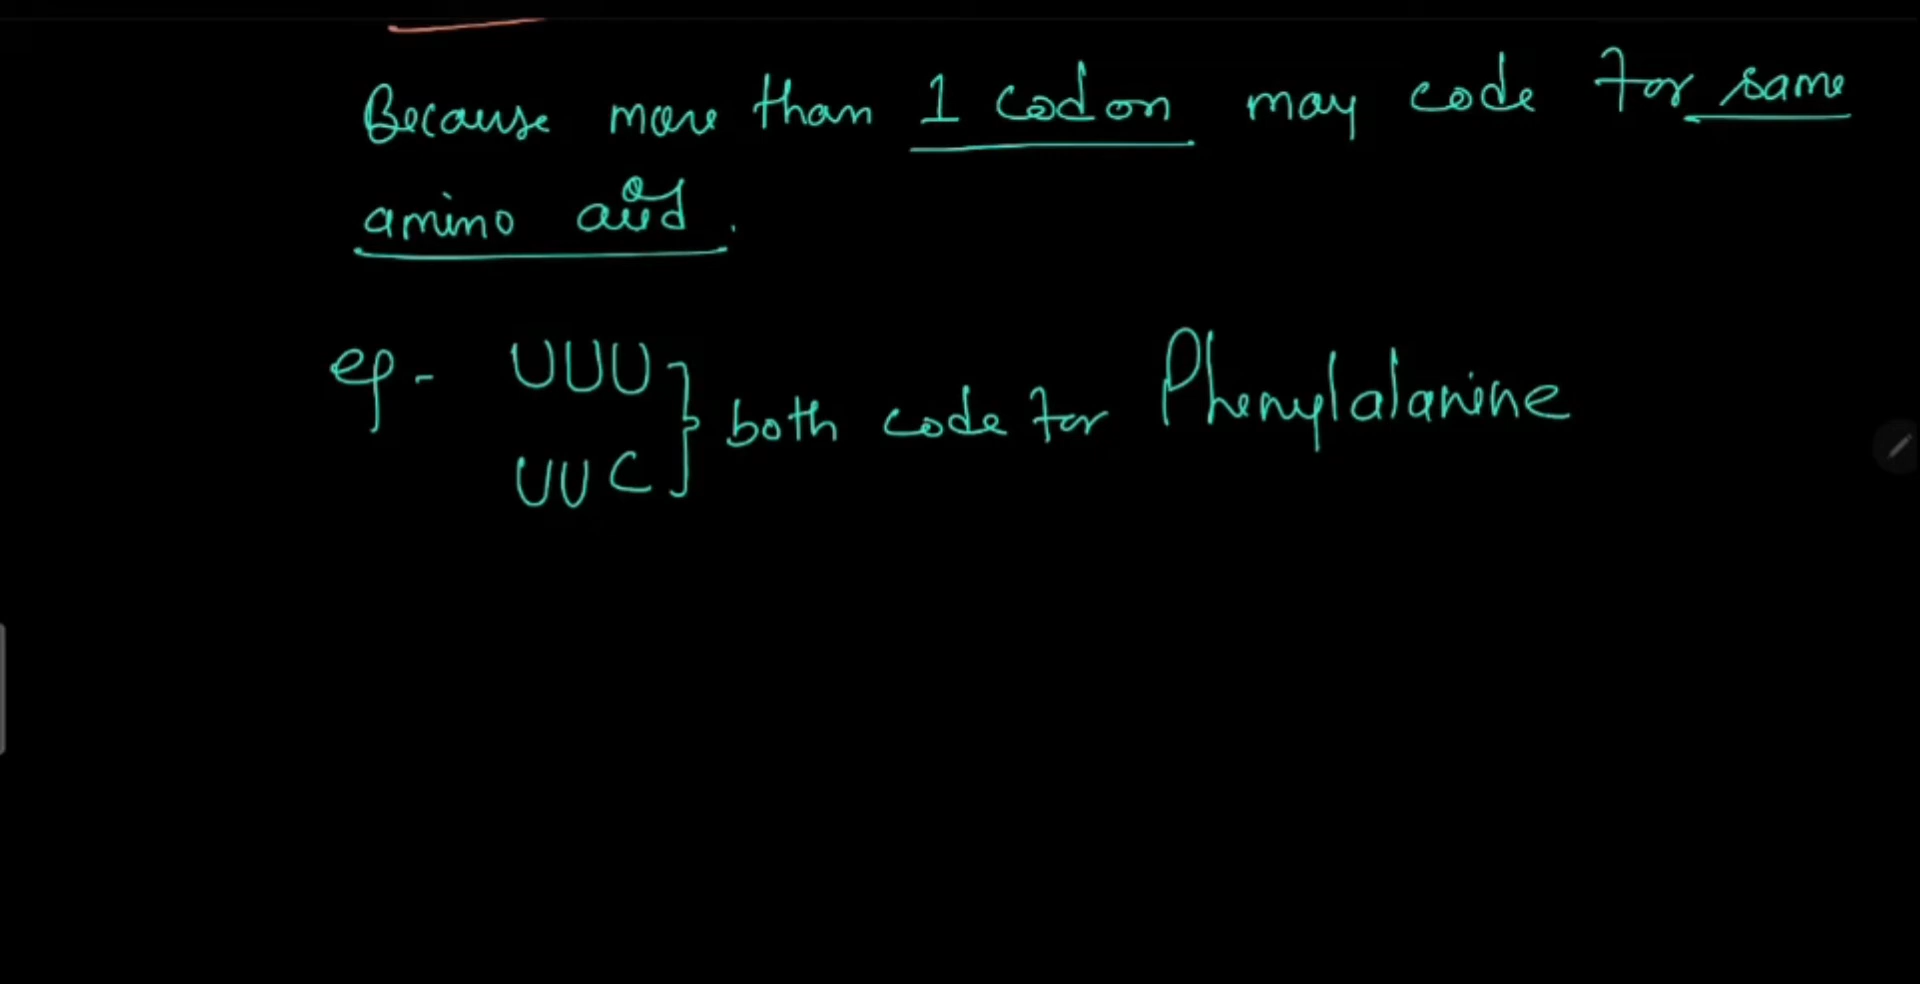 Because more than 1 codon may code for same
amino acid.
eg - UUU
UUC } both code for Phenylalanine